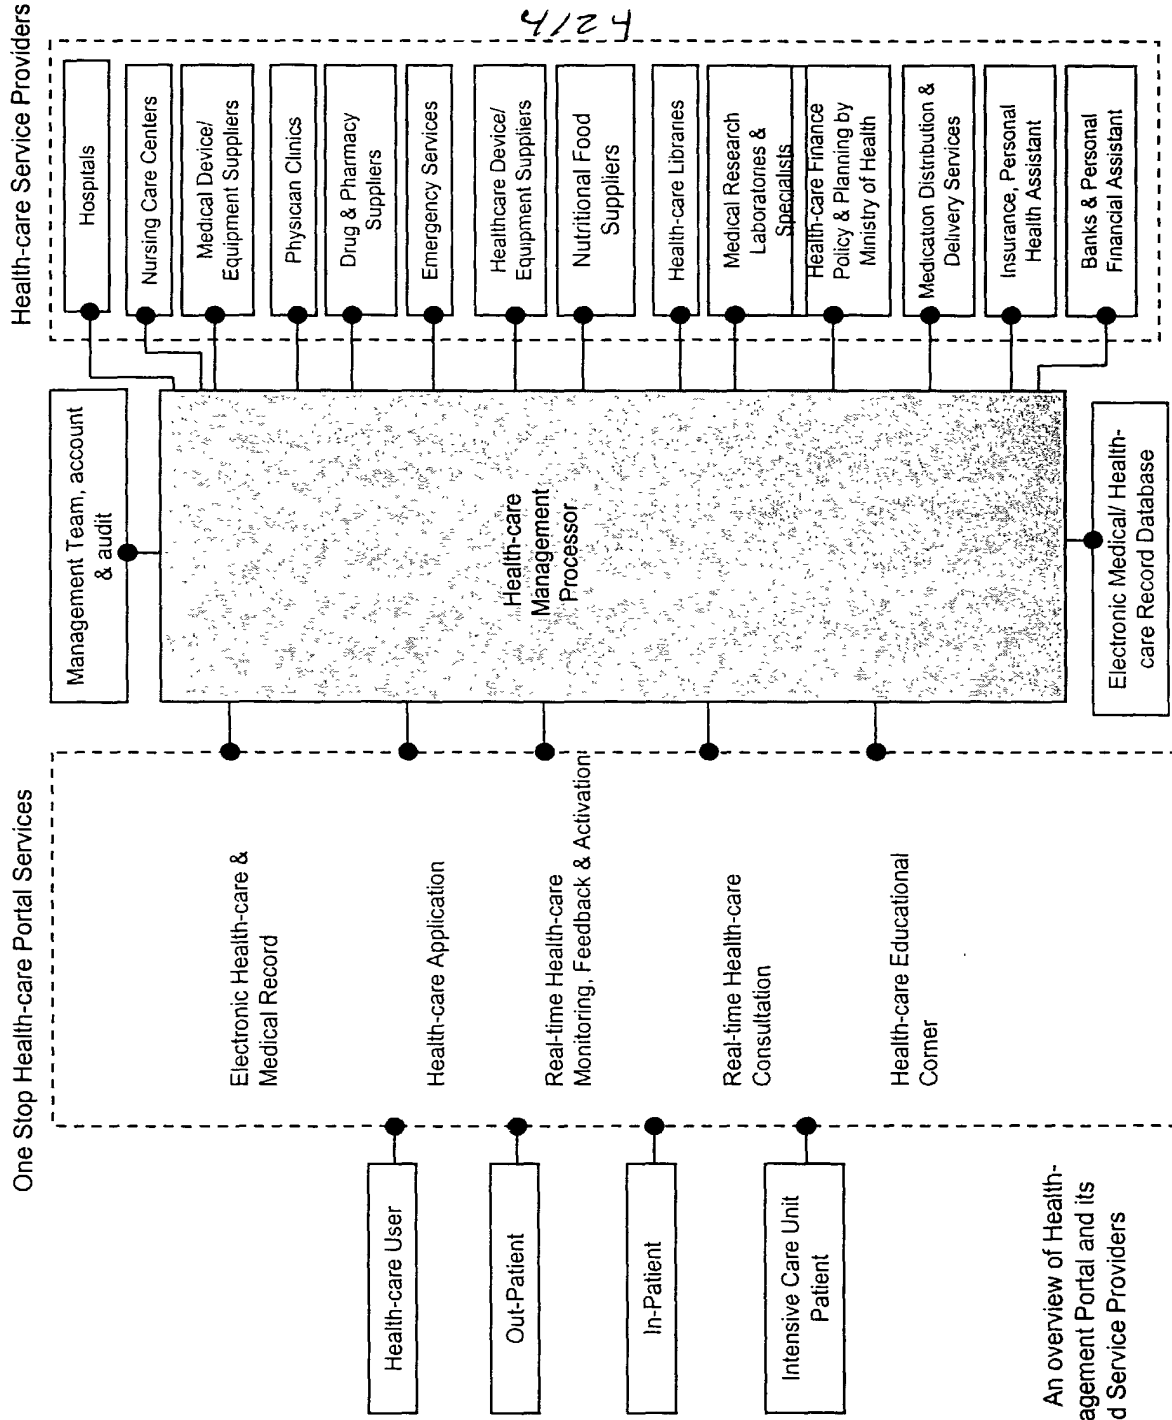 4/24
One Stop Health-care Portal Services
Health-care Service Providers
Health-care User
Out-Patient
In-Patient
Intensive Care Unit
Patient
Electronic Health-care &
Medical Record
Health-care Application
Real-time Health-care
Monitoring, Feedback & Activation
Real-time Health-care
Consultation
Health-care Educational
Corner
Management Team, account
& audit
Health-care
Management
Processor
Electronic Medical/ Health-
care Record Database
Hospitals
Nursing Care Centers
Medical Device/
Equipment Suppliers
Physician Clinics
Drug & Pharmacy
Suppliers
Emergency Services
Healthcare Device/
Equipment Suppliers
Nutritional Food
Suppliers
Health-care Libraries
Medical Research
Laboratories &
Specialists
Health-care Finance
Policy & Planning by
Ministry of Health
Medication Distribution &
Delivery Services
Insurance, Personal
Health Assistant
Banks & Personal
Financial Assistant
An overview of Health-
agement Portal and its
d Service Providers